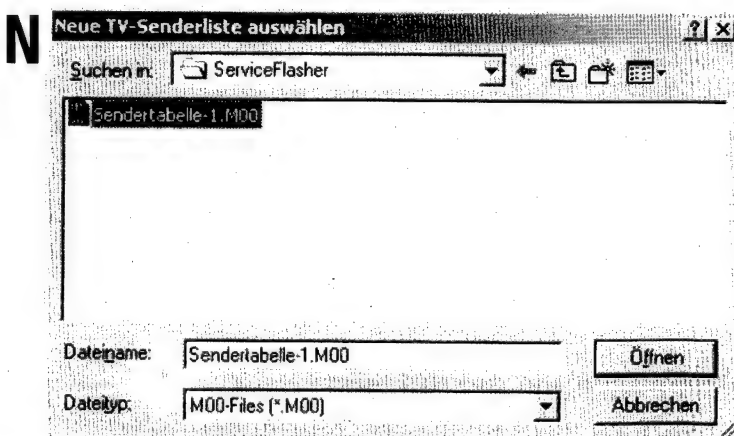 N
Neue TV-Senderliste auswählen
Suchen in: ServiceFlasher
Sendertabelle-1.M00
Dateiname: Sendertabelle-1.M00 Öffnen
Dateityp: M00-Files (*.M00) Abbrechen